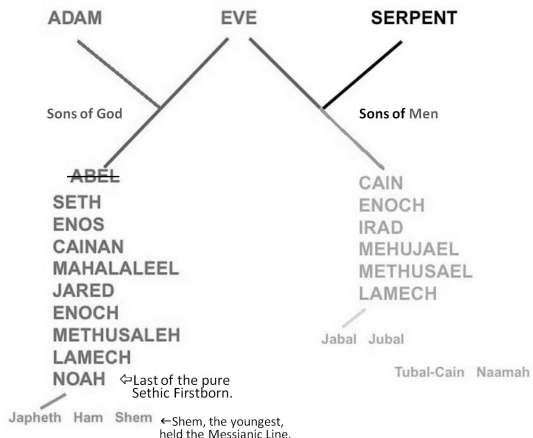 ADAM EVE SERPENT
Sons of God Sons of Men
ABEL
SETH
ENOS
CAINAN
MAHALALEEL
JARED
ENOCH
METHUSALEH
LAMECH
NOAH ⇦Last of the pure
Sethic Firstborn.
Japheth Ham Shem ←Shem, the youngest,
held the Messianic Line.
CAIN
ENOCH
IRAD
MEHUJAEL
METHUSAEL
LAMECH
Jabal Jubal
Tubal-Cain Naamah